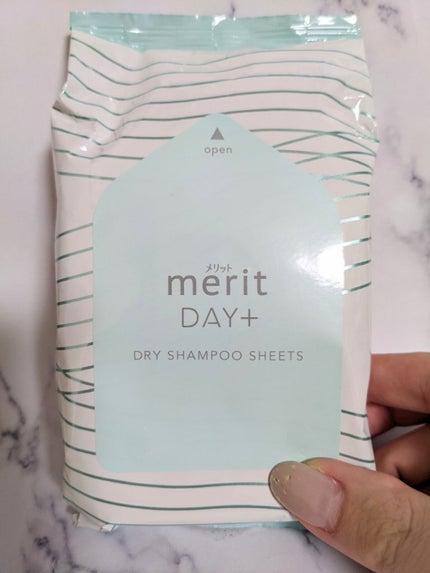 open
メリット
merit
DAY+
DRY SHAMPOO SHEETS